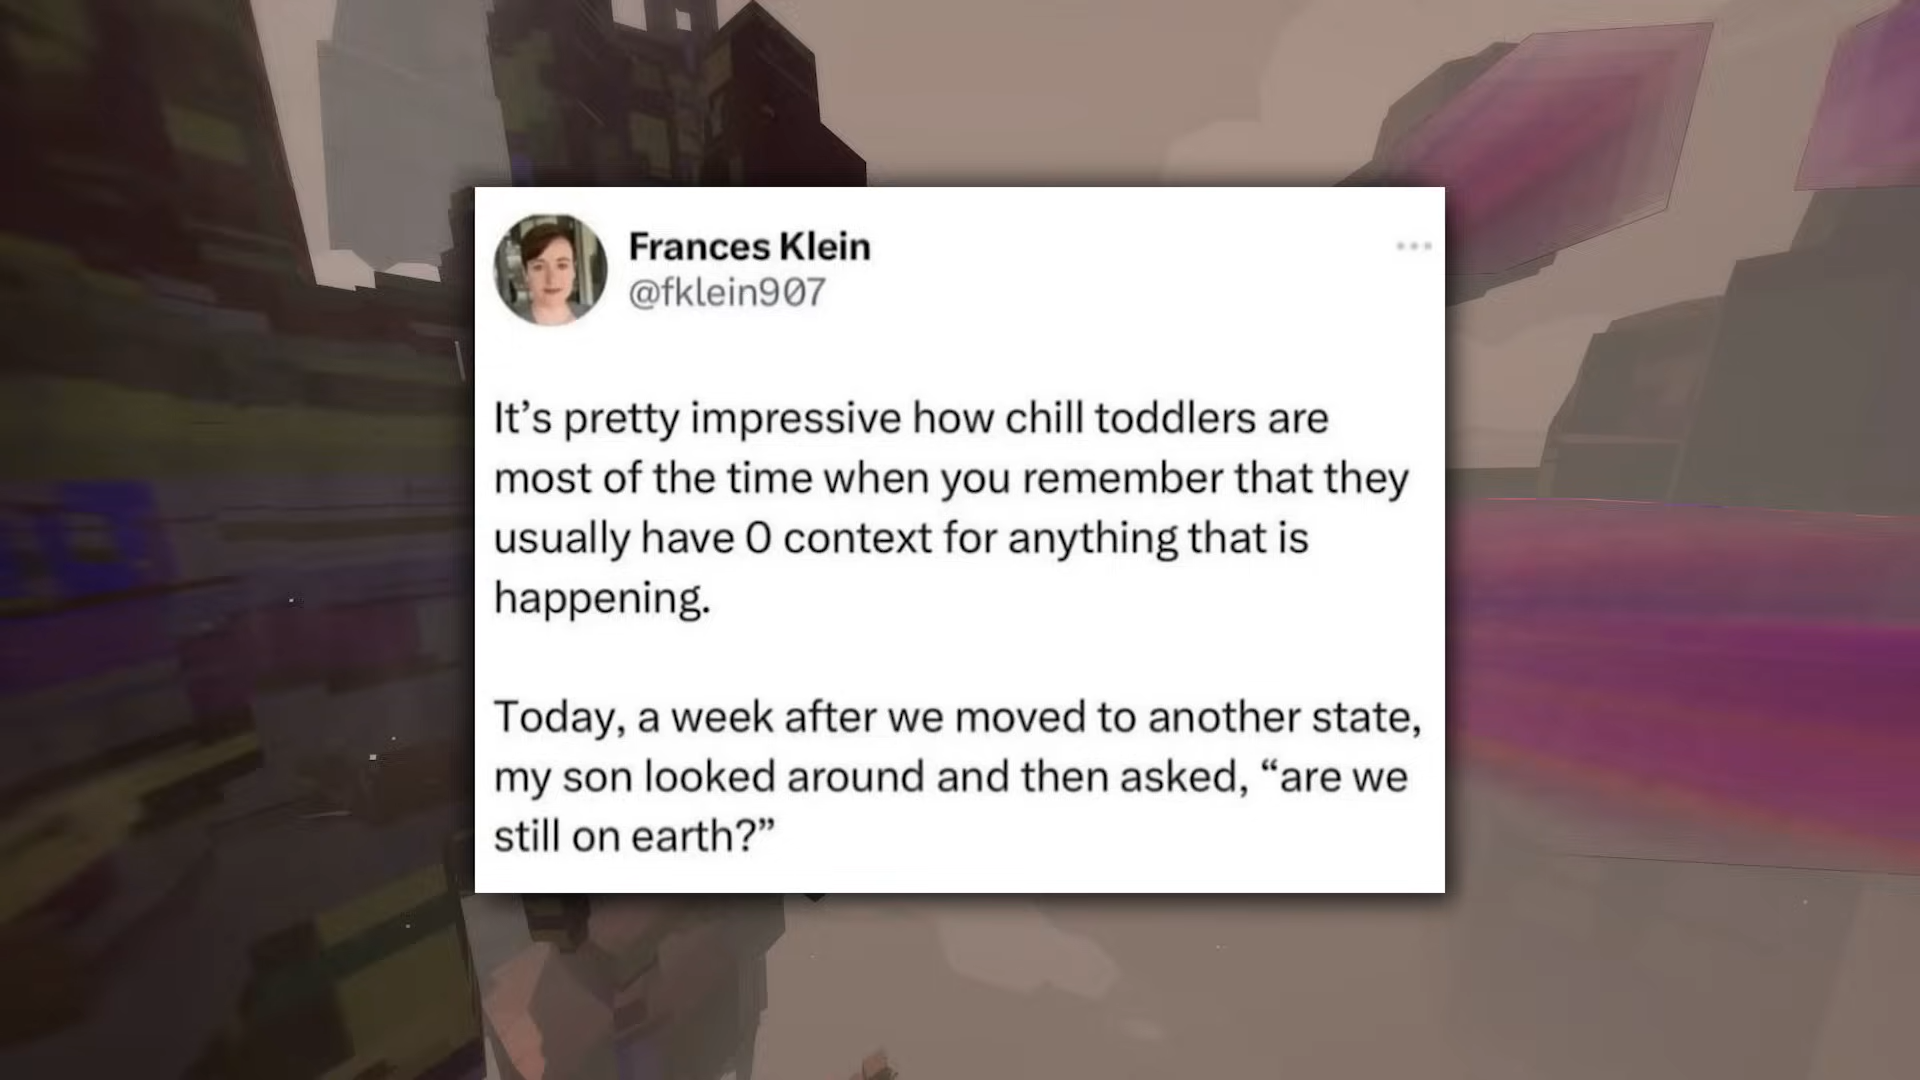 Frances Klein
@fklein907
It’s pretty impressive how chill toddlers are
most of the time when you remember that they
usually have 0 context for anything that is
happening.
Today, a week after we moved to another state,
my son looked around and then asked, “are we
still on earth?”